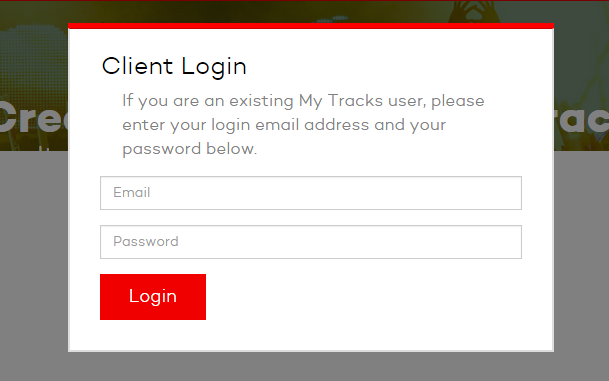 Client Login
If you are an existing My Tracks user, please
enter your login email address and your
password below.
Email
Password
Login